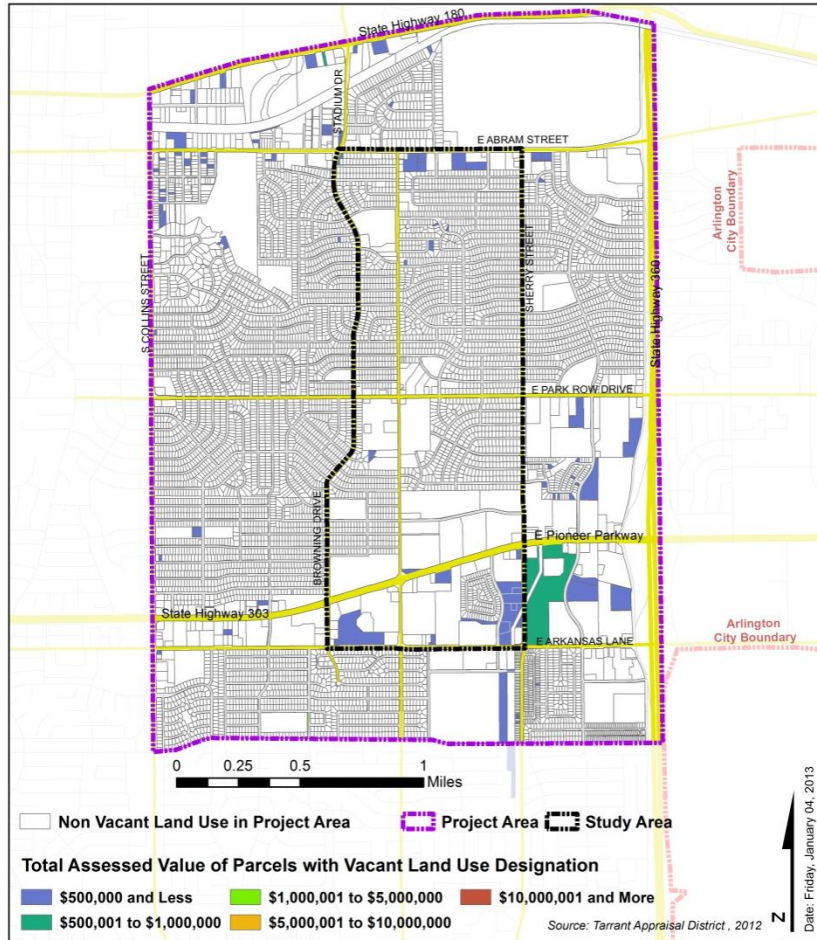 State Highway 180
STADIUM DR
E ABRAM STREET
Arlington
City Boundary
S COLLINS STREET
SHERRY STREET
State Highway 360
E PARK ROW DRIVE
BROWNING DRIVE
E Pioneer Parkway
State Highway 303
E ARKANSAS LANE
Arlington
City Boundary
0 0.25 0.5 1
Miles
Non Vacant Land Use in Project Area Project Area Study Area
Total Assessed Value of Parcels with Vacant Land Use Designation
$500,000 and Less $1,000,001 to $5,000,000 $10,000,001 and More
$500,001 to $1,000,000 $5,000,001 to $10,000,000
Source: Tarrant Appraisal District , 2012
N
Date: Friday, January 04, 2013